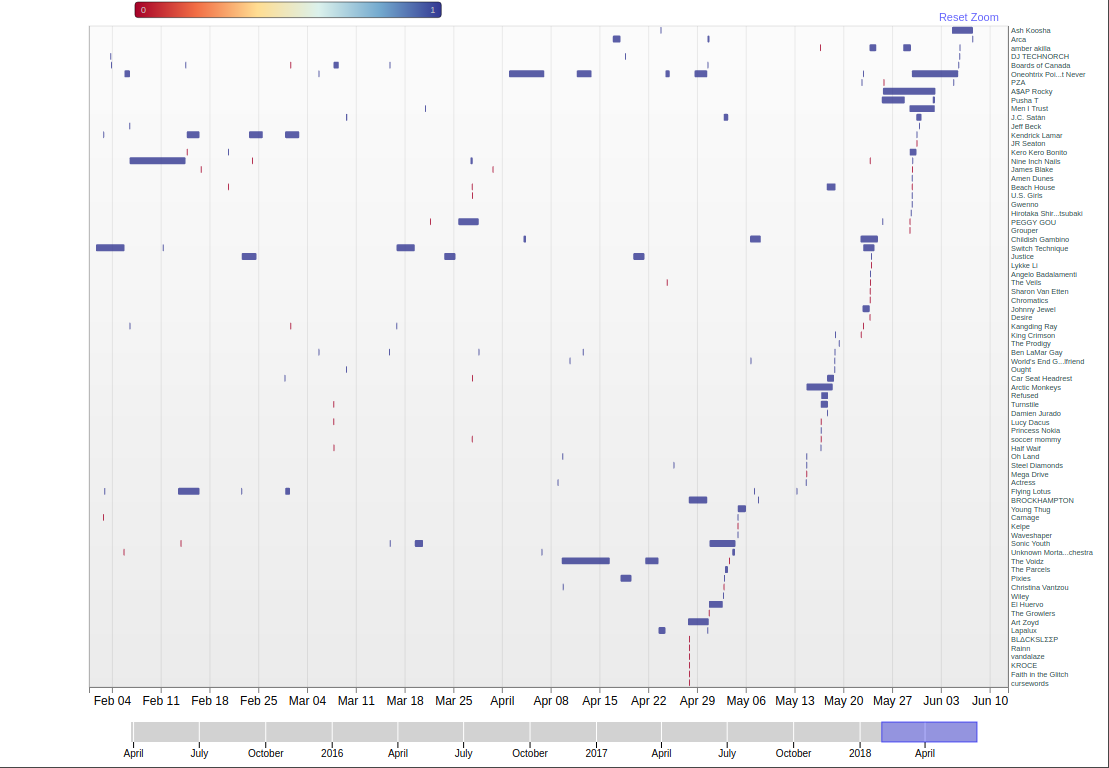 0 1
Reset Zoom
Ash Koosha
Arca
amber akilla
DJ TECHNORCH
Boards of Canada
Oneohtrix Poi...t Never
PZA
A$AP Rocky
Pusha T
Men I Trust
J.C. Satàn
Jeff Beck
Kendrick Lamar
JR Seaton
Kero Kero Bonito
Nine Inch Nails
James Blake
Amen Dunes
Beach House
U.S. Girls
Gwenno
Hirotaka Shir...tsubaki
PEGGY GOU
Grouper
Childish Gambino
Switch Technique
Justice
Lykke Li
Angelo Badalamenti
The Veils
Sharon Van Etten
Chromatics
Johnny Jewel
Desire
Kangding Ray
King Crimson
The Prodigy
Ben LaMar Gay
World's End G...lfriend
Ought
Car Seat Headrest
Arctic Monkeys
Refused
Turnstile
Damien Jurado
Lucy Dacus
Princess Nokia
soccer mommy
Half Waif
Oh Land
Steel Diamonds
Mega Drive
Actress
Flying Lotus
BROCKHAMPTON
Young Thug
Carnage
Kelpe
Waveshaper
Sonic Youth
Unknown Morta...chestra
The Voidz
The Parcels
Pixies
Christina Vantzou
Wiley
El Huervo
The Growlers
Art Zoyd
Lapalux
BLΔCKSLΣΣP
Rainn
vandalaze
KROCE
Faith in the Glitch
cursewords
Feb 04 Feb 11 Feb 18 Feb 25 Mar 04 Mar 11 Mar 18 Mar 25 April Apr 08 Apr 15 Apr 22 Apr 29 May 06 May 13 May 20 May 27 Jun 03 Jun 10
April July October 2016 April July October 2017 April July October 2018 April